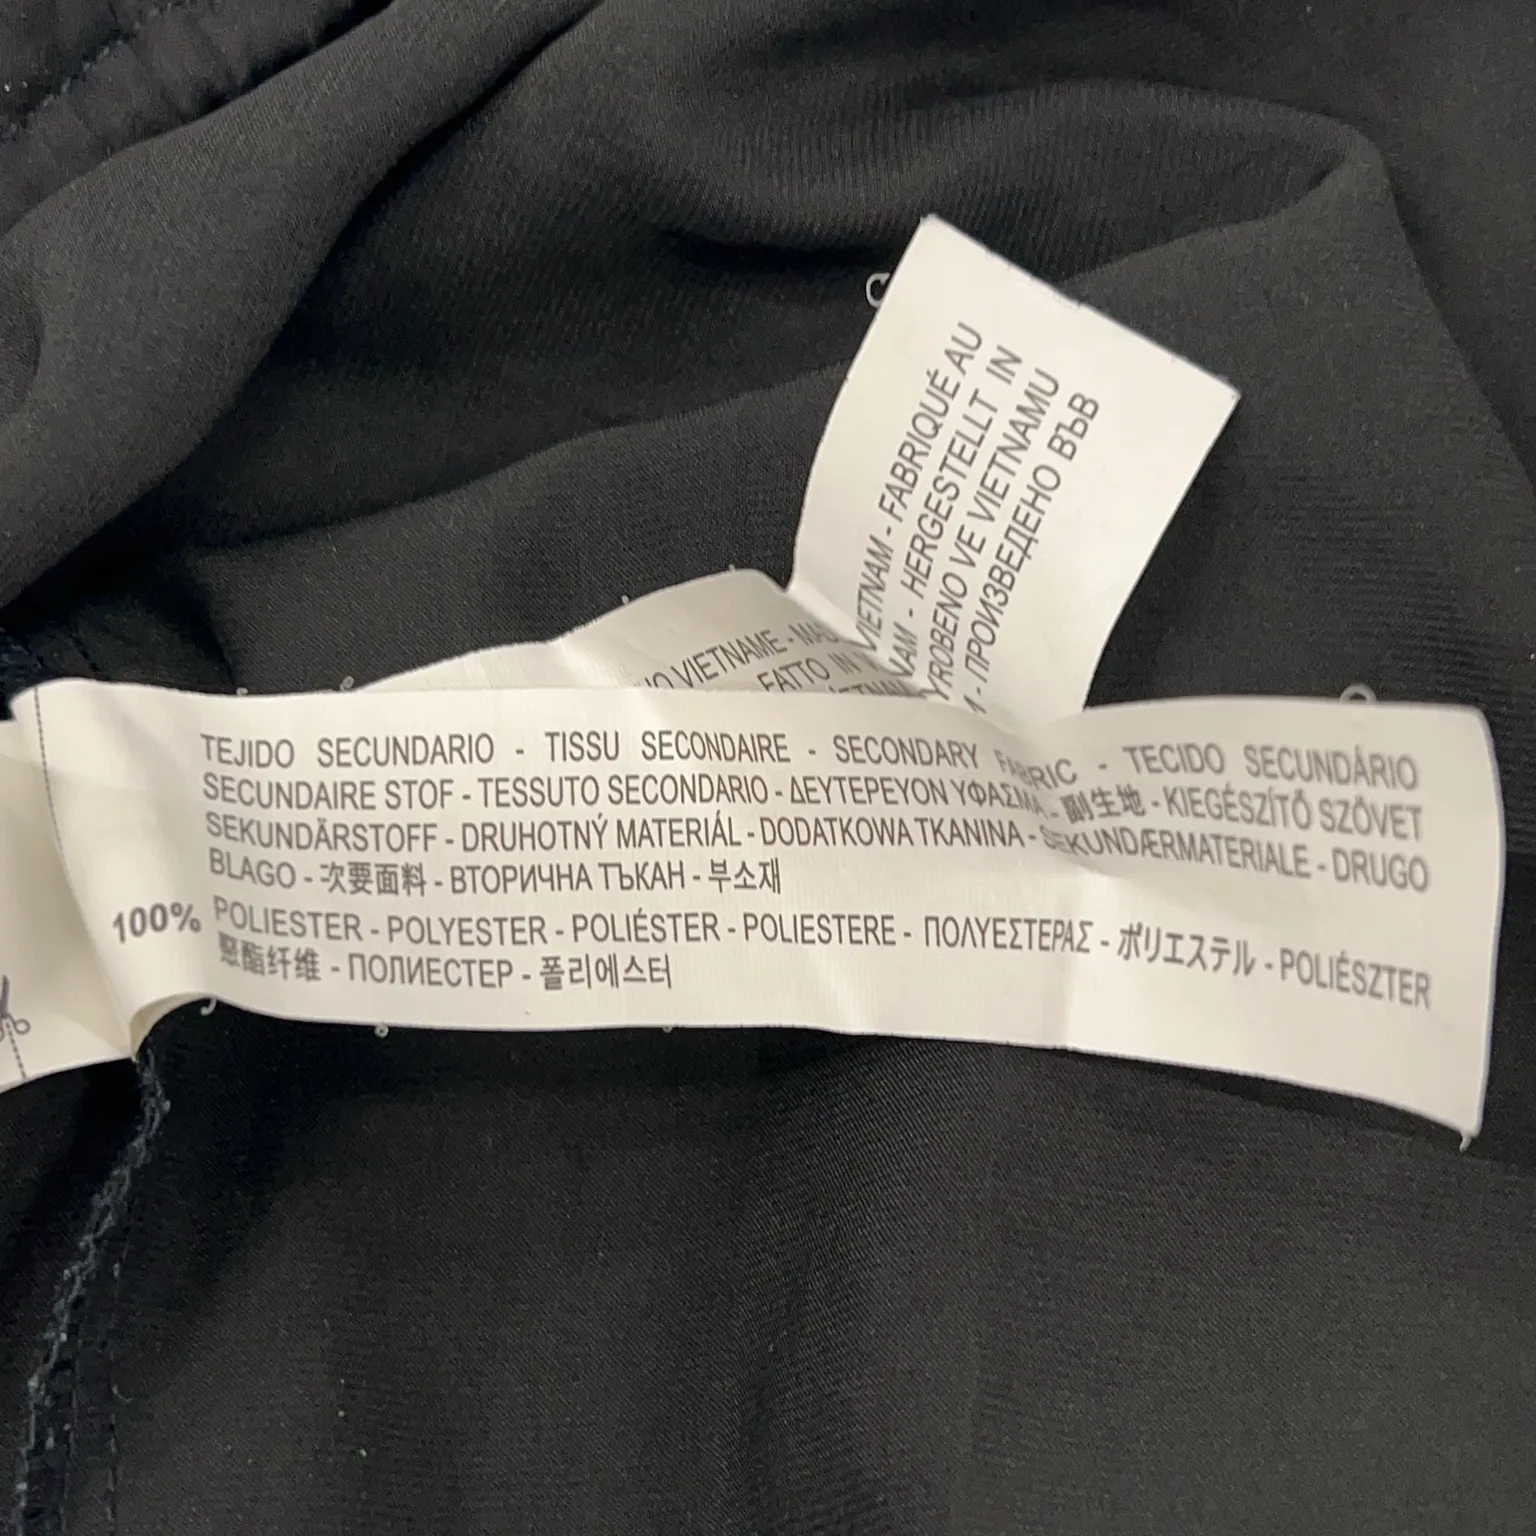 VIETNAM - FABRIQUÉ AU
HERGESTELLT IN
VE VIETNAMU
- ПРОИЗВЕДЕНО ВЪВ
VIETNAME -
FATTO IN
TEJIDO SECUNDARIO - TISSU SECONDAIRE - SECONDARY FABRIC - TECIDO SECUNDÁRIO
SECUNDAIRE STOF - TESSUTO SECONDARIO - ΔΕΥΤΕΡΕΥΟΝ ΥΦΑΣΜΑ - 副生地 - KIEGÉSZÍTŐ SZÖVET
SEKUNDÄRSTOFF - DRUHOTNÝ MATERIÁL - DODATKOWA TKANINA - SEKUNDÆRMATERIALE - DRUGO
BLAGO - 次要面料 - ВТОРИЧНА ТЪКАН - 부소재
100% POLIESTER - POLYESTER - POLIÉSTER - POLIESTERE - ΠΟΛΥΕΣΤΕΡΑΣ - ポリエステル - POLIÉSZTER
聚酯纤维 - ПОЛИЕСТЕР - 폴리에스터